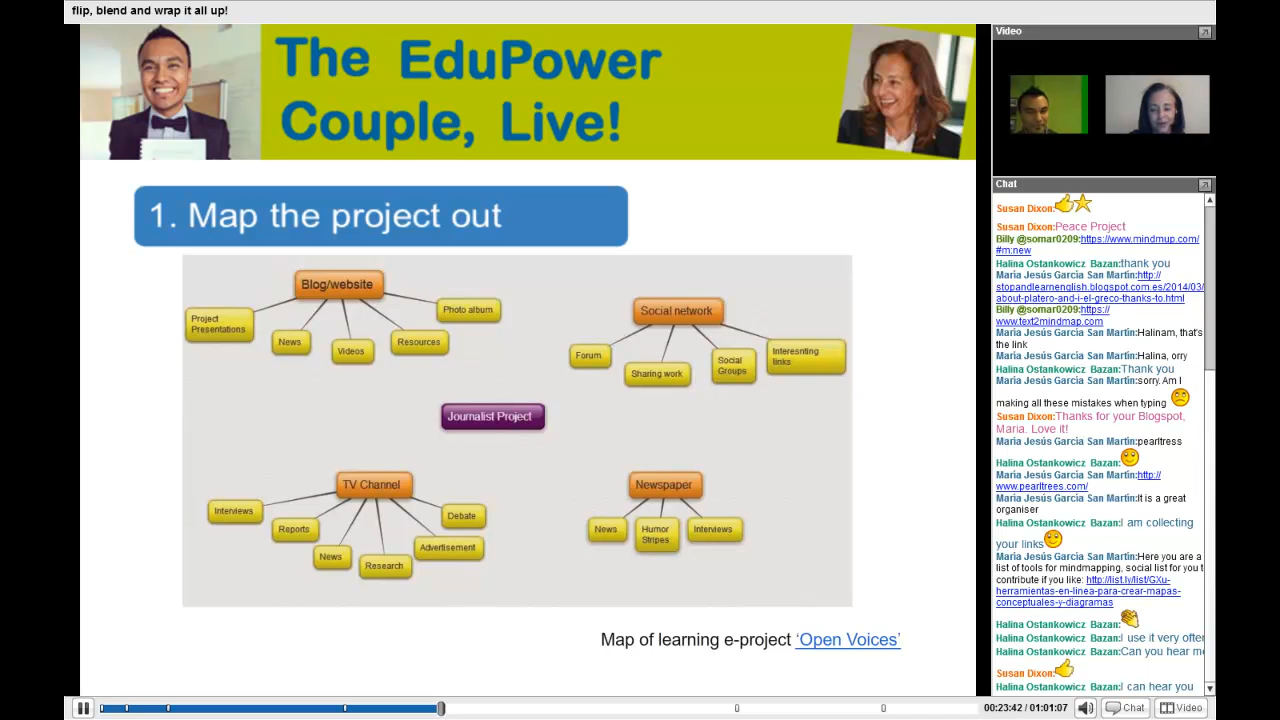 flip, blend and wrap it all up!
The EduPower
Couple, Live!
1. Map the project out
Blog/website
Project
Presentations
News
Videos
Resources
Photo album
Social network
Forum
Sharing work
Social
Groups
Interesnting
links
Journalist Project
TV Channel
Interviews
Reports
News
Research
Advertisement
Debate
Newspaper
News
Humor
Stripes
Interviews
Map of learning e-project ‘Open Voices’
Video
Chat
Susan Dixon:
Susan Dixon:Peace Project
Billy @somar0209:https://www.mindmup.com/
#m:new
Halina Ostankowicz Bazan:thank you
Maria Jesús García San Martín:http://
stopandlearnenglish.blogspot.com.es/2014/03/
about-platero-and-i-el-greco-thanks-to.html
Billy @somar0209:https://
www.text2mindmap.com
Maria Jesús García San Martín:Halinam, that's
the link
Maria Jesús García San Martín:Halina, orry
Halina Ostankowicz Bazan:Thank you
Maria Jesús García San Martín:sorry. Am I
making all these mistakes when typing
Susan Dixon:Thanks for your Blogspot,
Maria. Love it!
Maria Jesús García San Martín:pearltress
Halina Ostankowicz Bazan:
Maria Jesús García San Martín:http://
www.pearltrees.com/
Maria Jesús García San Martín:It is a great
organiser
Halina Ostankowicz Bazan:I am collecting
your links
Maria Jesús García San Martín:Here you are a
list of tools for mindmapping, social list for you t
contribute if you like: http://list.ly/list/GXu-
herramientas-en-linea-para-crear-mapas-
conceptuales-y-diagramas
Halina Ostankowicz Bazan:
Halina Ostankowicz Bazan:I use it very ofter
Halina Ostankowicz Bazan:Can you hear me
Susan Dixon:
Halina Ostankowicz Bazan:I can hear you
00:23:42 / 01:01:07
Chat
Video